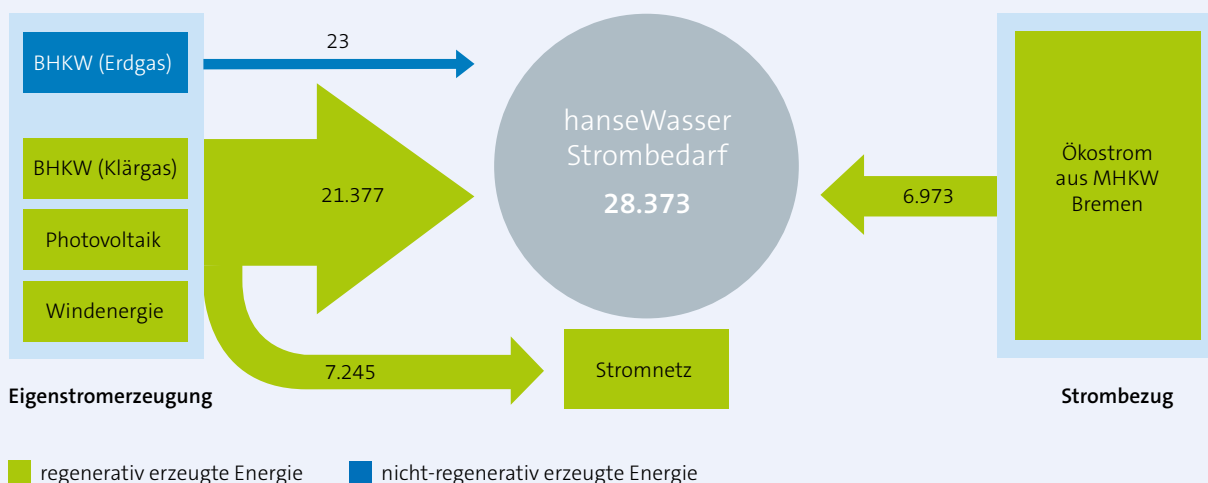 BHKW (Erdgas)
23
BHKW (Klärgas)
21.377
Photovoltaik
Windenergie
7.245
Eigenstromerzeugung
hanseWasser
Strombedarf
28.373
Stromnetz
6.973
Ökostrom
aus MHKW
Bremen
Strombezug
regenerativ erzeugte Energie
nicht-regenerativ erzeugte Energie